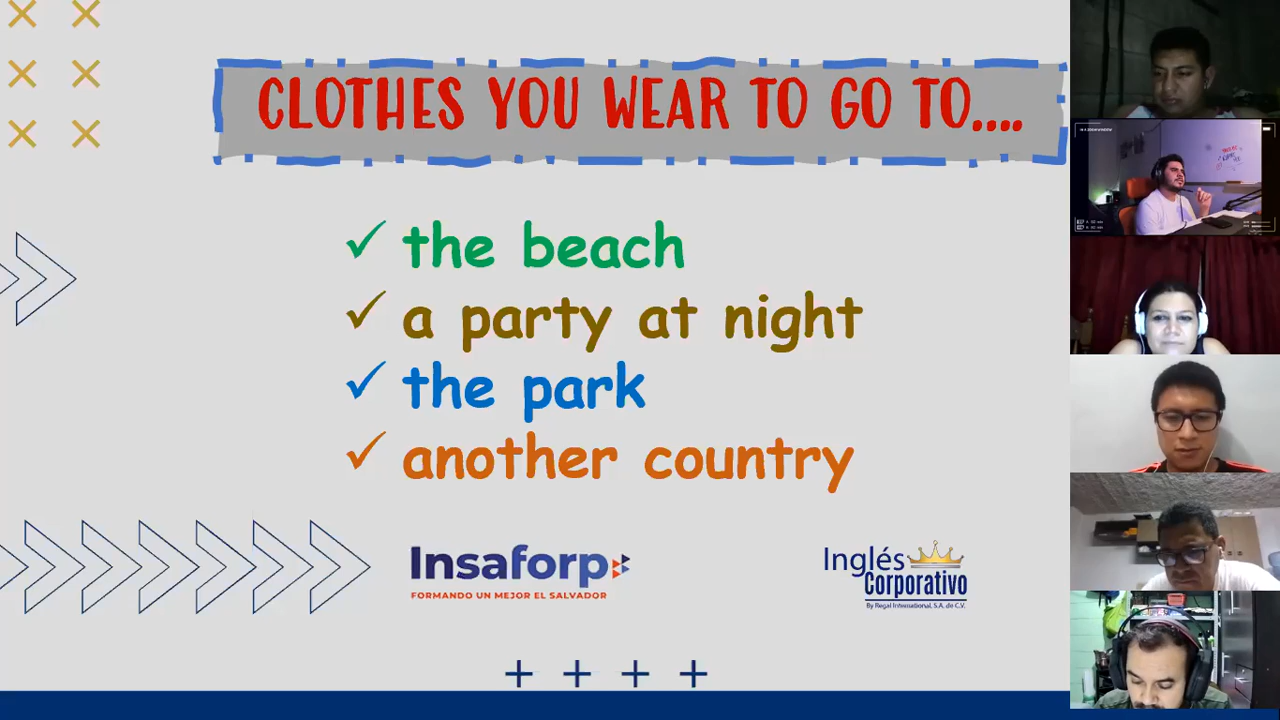 CLOTHES YOU WEAR TO GO TO....
✓ the beach
✓ a party at night
✓ the park
✓ another country
Insaforp
FORMANDO UN MEJOR EL SALVADOR
Inglés
Corporativo
By Regal International, S.A. de C.V.